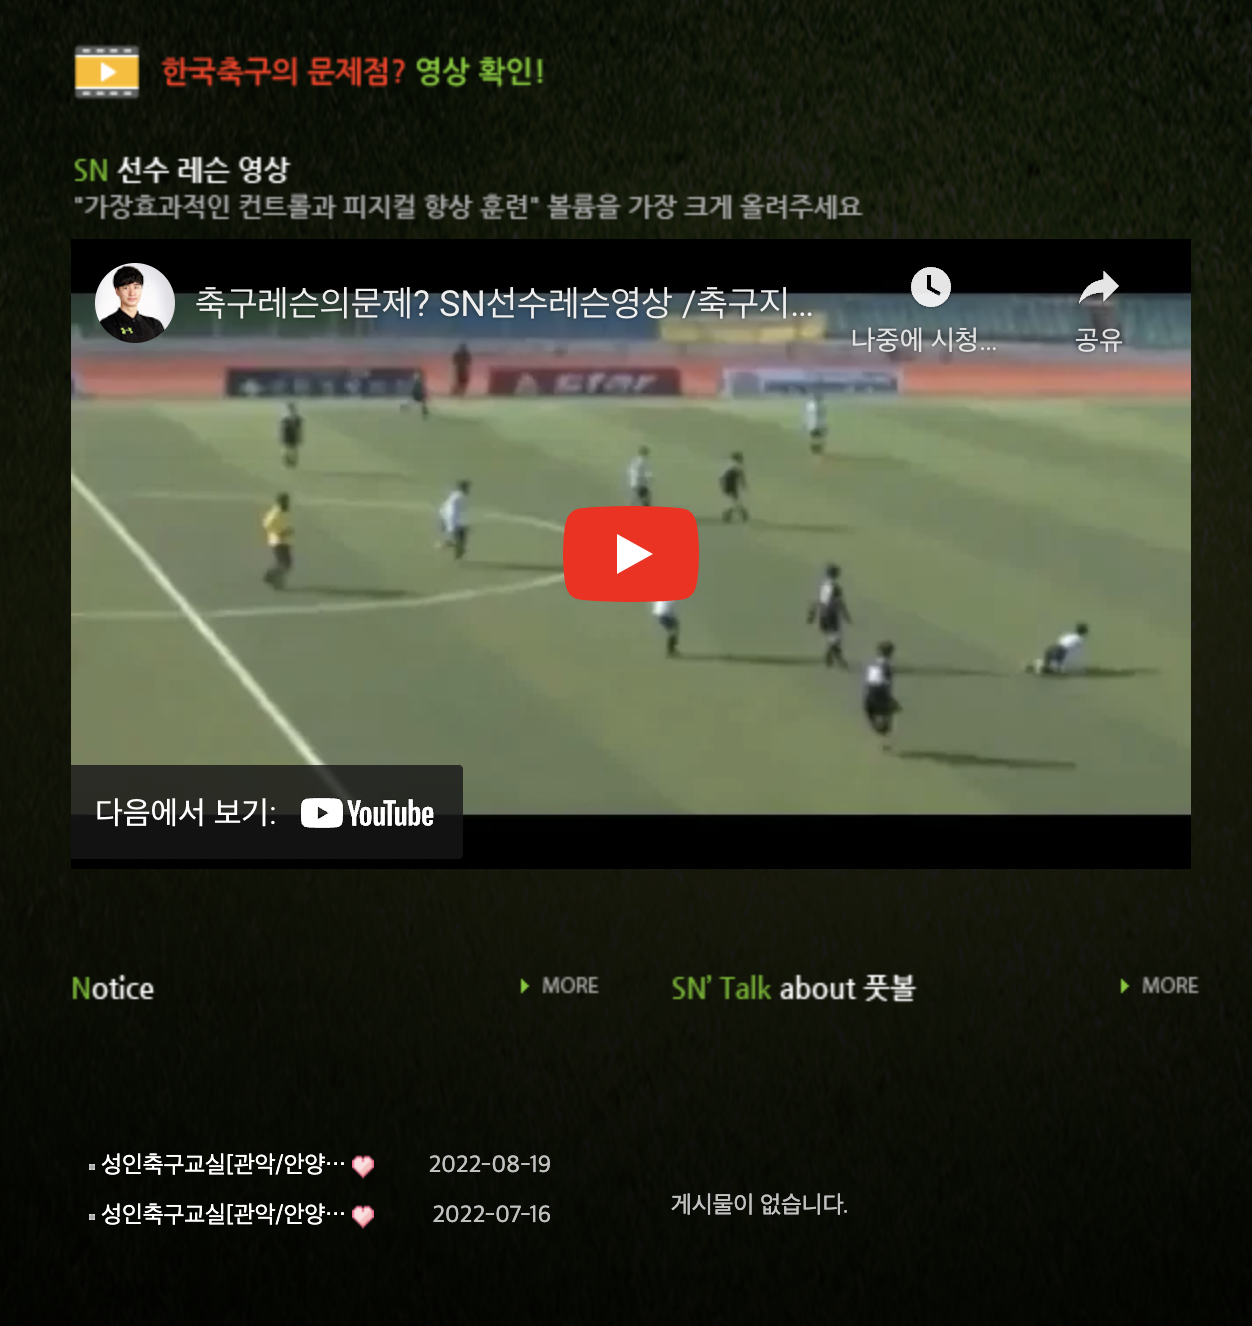 한국축구의 문제점? 영상 확인!
SN 선수 레슨 영상
"가장효과적인 컨트롤과 피지컬 향상 훈련" 볼륨을 가장 크게 올려주세요
축구레슨의문제? SN선수레슨영상 /축구지...
나중에 시청...
공유
STAR
다음에서 보기: YouTube
Notice
MORE
SN' Talk about 풋볼
MORE
성인축구교실[관악/안양··· 2022-08-19
성인축구교실[관악/안양··· 2022-07-16
게시물이 없습니다.